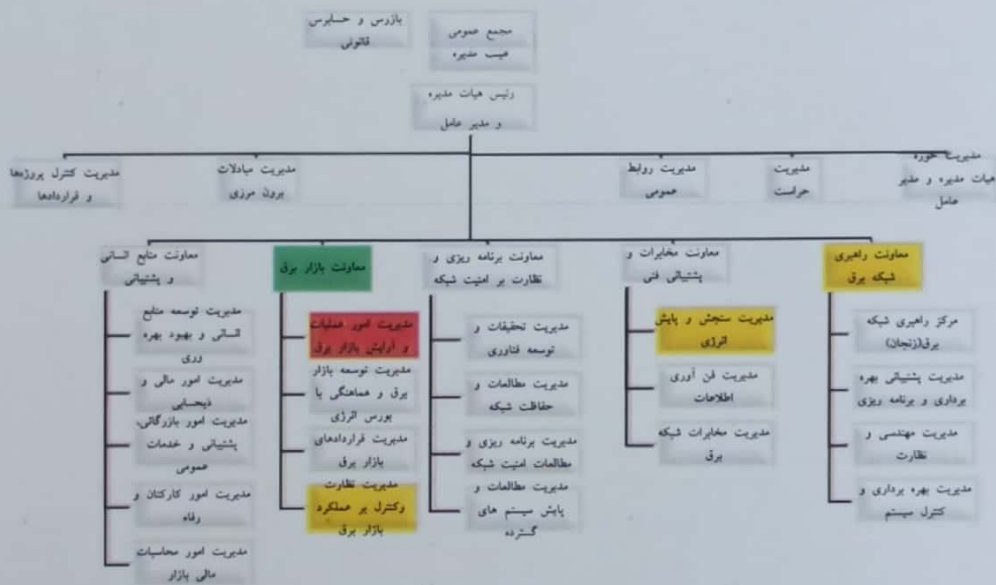 مجمع عمومی
هیئت مدیره
بازرس و حسابرس
قانونی
رئیس هیات مدیره
و مدیر عامل
مدیریت حوزه
هیات مدیره و مدیر
عامل
مدیریت
حراست
مدیریت روابط
عمومی
مدیریت مبادلات
برون مرزی
مدیریت کنترل پروژه‌ها
و قراردادها
معاونت راهبری
شبکه برق
مرکز راهبری شبکه
برق(زنجان)
مدیریت پشتیبانی بهره
برداری و برنامه ریزی
مدیریت مهندسی و
نظارت
مدیریت بهره برداری و
کنترل سیستم
معاونت مخابرات و
پشتیبانی فنی
مدیریت سنجش و پایش
انرژی
مدیریت فن آوری
اطلاعات
مدیریت مخابرات شبکه
برق
معاونت برنامه ریزی و
نظارت بر امنیت شبکه
مدیریت تحقیقات و
توسعه فناوری
مدیریت مطالعات و
حفاظت شبکه
مدیریت برنامه ریزی و
مطالعات امنیت شبکه
مدیریت مطالعات و
پایش سیستم های
گسترده
معاونت بازار برق
مدیریت امور عملیات
و آرایش بازار برق
مدیریت توسعه بازار
برق و هماهنگی با
بورس انرژی
مدیریت قراردادهای
بازار برق
مدیریت نظارت
وکنترل بر عملکرد
بازار برق
معاونت منابع انسانی
و پشتیبانی
مدیریت توسعه منابع
انسانی و بهبود بهره
وری
مدیریت امور مالی و
ذیحسابی
مدیریت امور بازرگانی،
پشتیبانی و خدمات
عمومی
مدیریت امور کارکنان و
رفاه
مدیریت امور محاسبات
مالی بازار